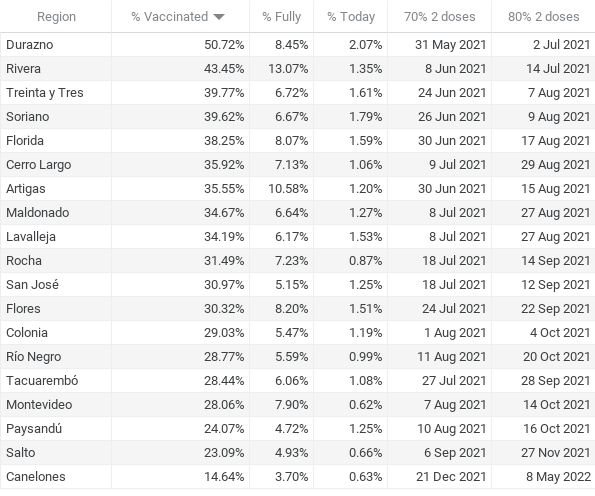 Region % Vaccinated % Fully % Today 70% 2 doses 80% 2 doses
Durazno 50.72% 8.45% 2.07% 31 May 2021 2 Jul 2021
Rivera 43.45% 13.07% 1.35% 8 Jun 2021 14 Jul 2021
Treinta y Tres 39.77% 6.72% 1.61% 24 Jun 2021 7 Aug 2021
Soriano 39.62% 6.67% 1.79% 26 Jun 2021 9 Aug 2021
Florida 38.25% 8.07% 1.59% 30 Jun 2021 17 Aug 2021
Cerro Largo 35.92% 7.13% 1.06% 9 Jul 2021 29 Aug 2021
Artigas 35.55% 10.58% 1.20% 30 Jun 2021 15 Aug 2021
Maldonado 34.67% 6.64% 1.27% 8 Jul 2021 27 Aug 2021
Lavalleja 34.19% 6.17% 1.53% 8 Jul 2021 27 Aug 2021
Rocha 31.49% 7.23% 0.87% 18 Jul 2021 14 Sep 2021
San José 30.97% 5.15% 1.25% 18 Jul 2021 12 Sep 2021
Flores 30.32% 8.20% 1.51% 24 Jul 2021 22 Sep 2021
Colonia 29.03% 5.47% 1.19% 1 Aug 2021 4 Oct 2021
Río Negro 28.77% 5.59% 0.99% 11 Aug 2021 20 Oct 2021
Tacuarembó 28.44% 6.06% 1.08% 27 Jul 2021 28 Sep 2021
Montevideo 28.06% 7.90% 0.62% 7 Aug 2021 14 Oct 2021
Paysandú 24.07% 4.72% 1.25% 10 Aug 2021 16 Oct 2021
Salto 23.09% 4.93% 0.66% 6 Sep 2021 27 Nov 2021
Canelones 14.64% 3.70% 0.63% 21 Dec 2021 8 May 2022